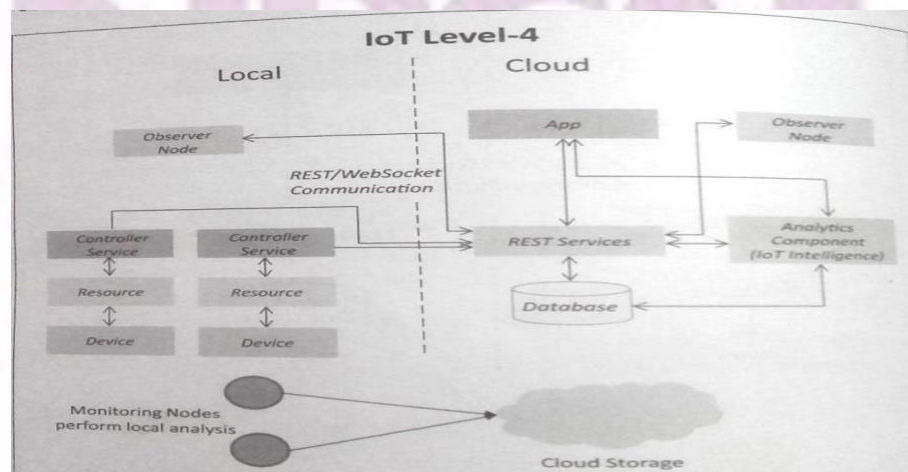 IoT Level-4
Local
Cloud
Observer
Node
App
Observer
Node
REST/WebSocket
Communication
Controller
Service
Controller
Service
REST Services
Analytics
Component
(IoT Intelligence)
Resource
Resource
Database
Device
Device
Monitoring Nodes
perform local analysis
Cloud Storage